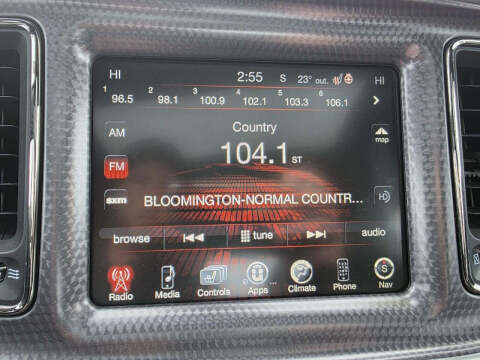 HI 2:55 S 23° out. HI
1 96.5 2 98.1 3 100.9 4 102.1 5 103.3 6 106.1
AM
Country
map
FM
104.1 ST
sxm
BLOOMINGTON-NORMAL COUNTR...
HD
browse tune audio
Radio Media Controls Apps Climate Phone Nav
S